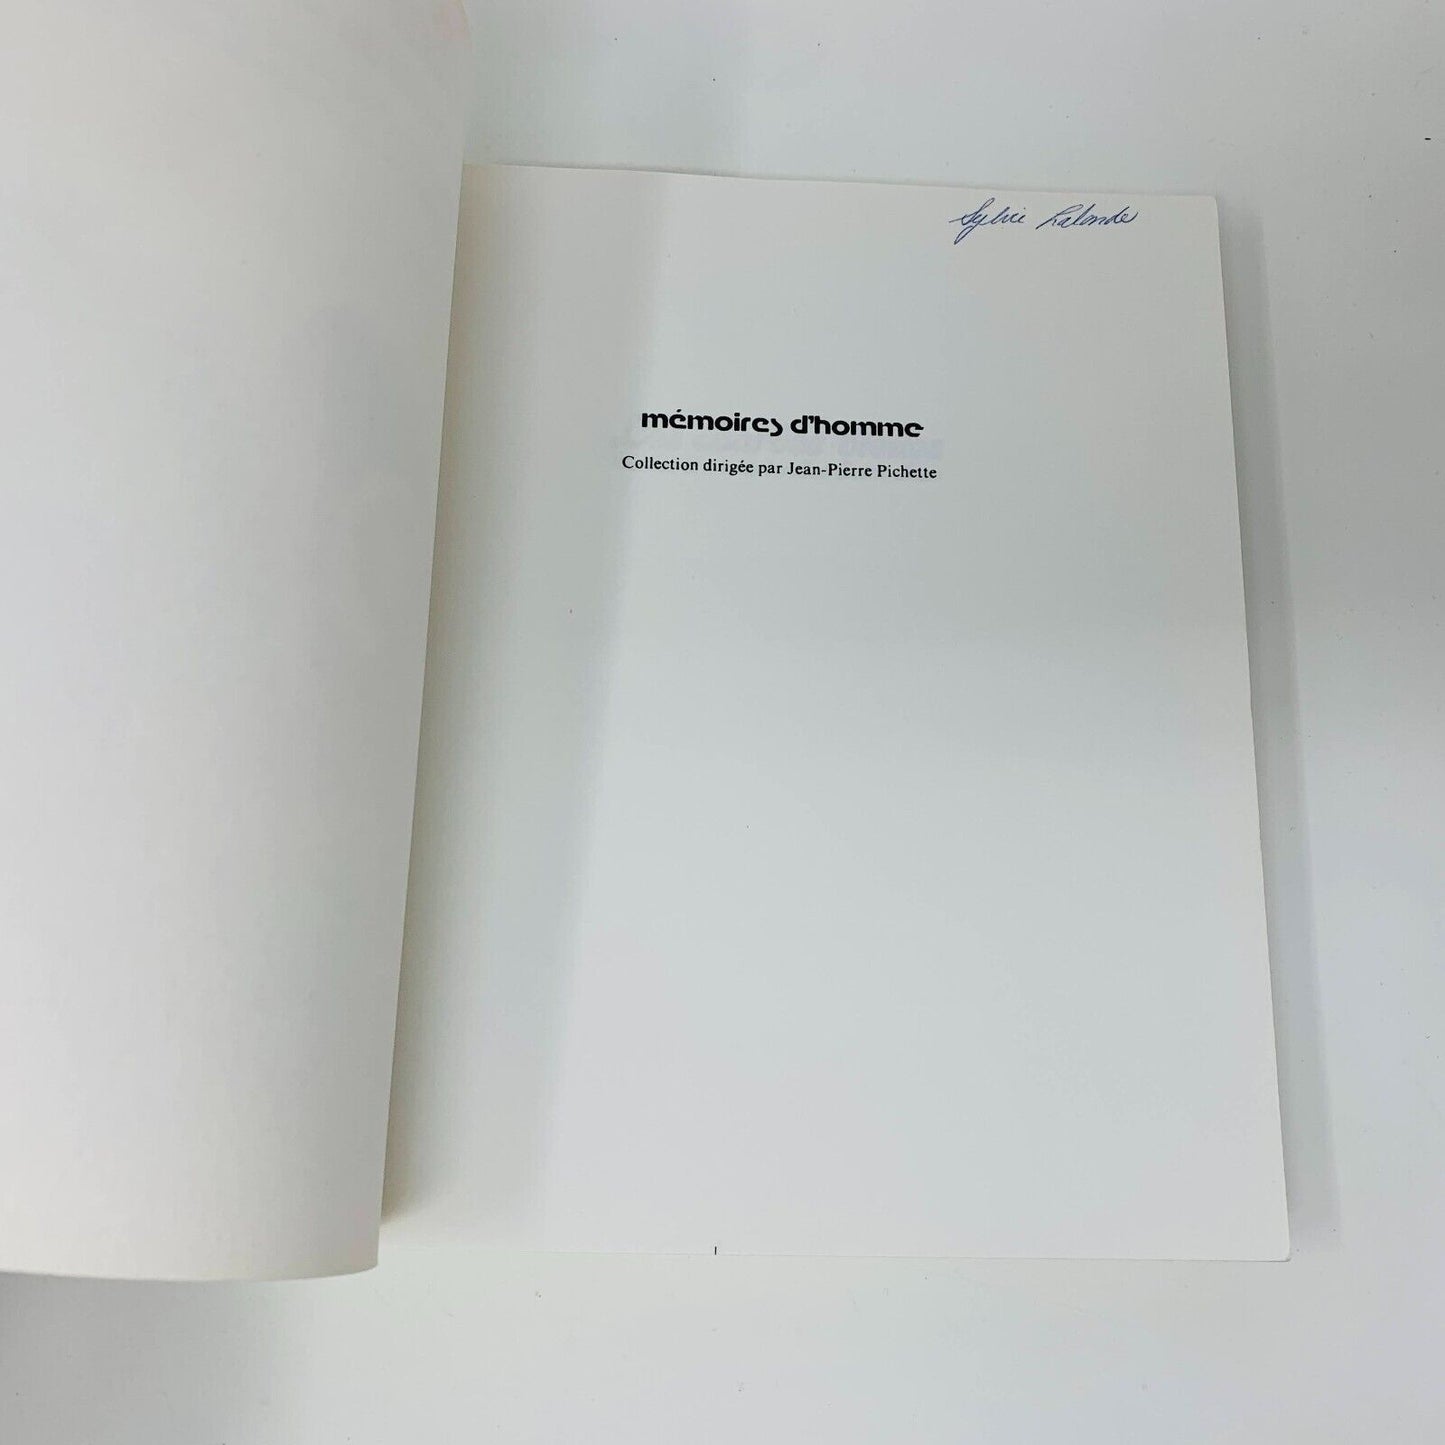 Sylvie Lalonde
mémoires d'homme
Collection dirigée par Jean-Pierre Pichette